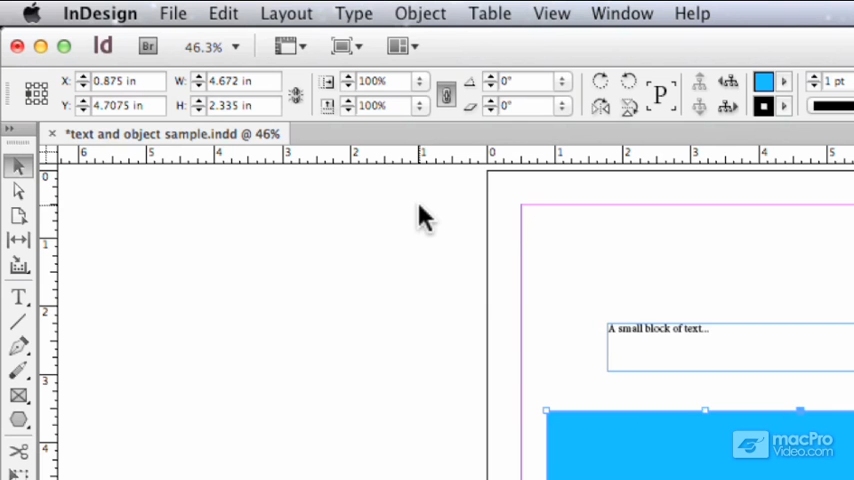 InDesign File Edit Layout Type Object Table View Window Help
Id Br 46.3%
X: 0.875 in W: 4.672 in 100% 0° 1 pt
Y: 4.7075 in H: 2.335 in 100% 0° P
× *text and object sample.indd @ 46%
6 5 4 3 2 1 0 1 2 3 4 5
0
1
2
3
4
T
A small block of text...
macPro
Video.com